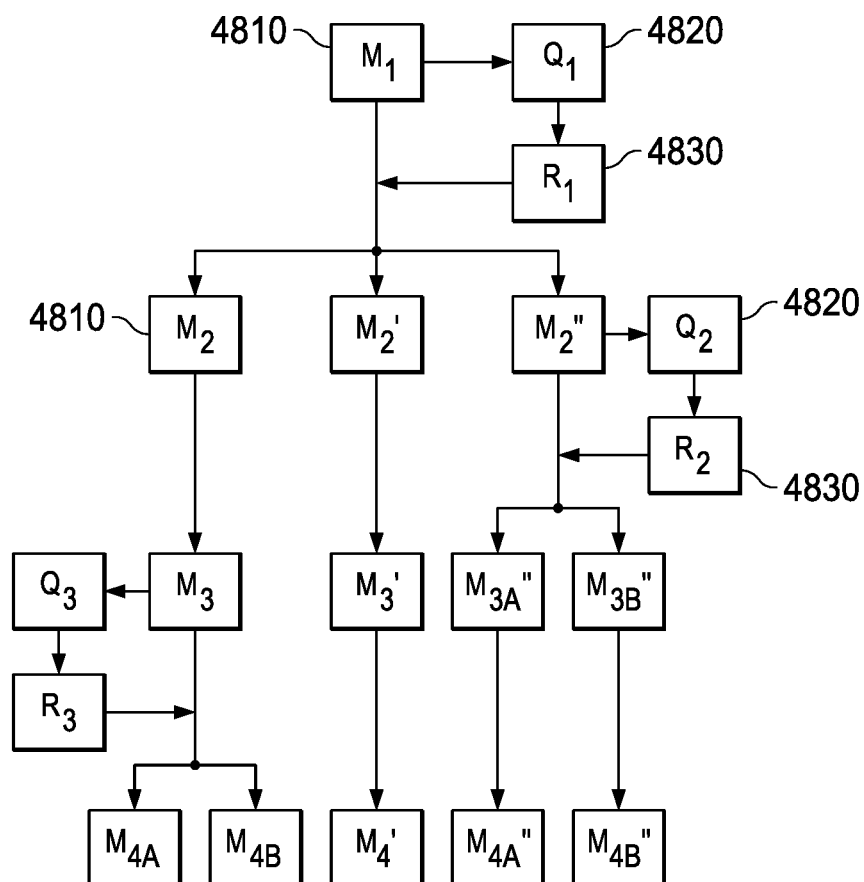 4810 M1 Q1 4820
R1 4830
4810 M2 M2' M2" Q2 4820
R2 4830
Q3 M3 M3' M3A" M3B"
R3
M4A M4B M4' M4A" M4B"